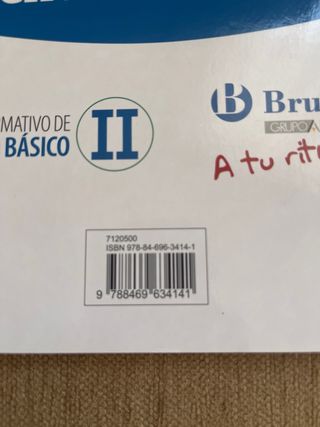 MATIVO DE
BÁSICO
II
B Bru
GRUPO
A tu rit
7120500
ISBN 978-84-696-3414-1
9 788469 634141